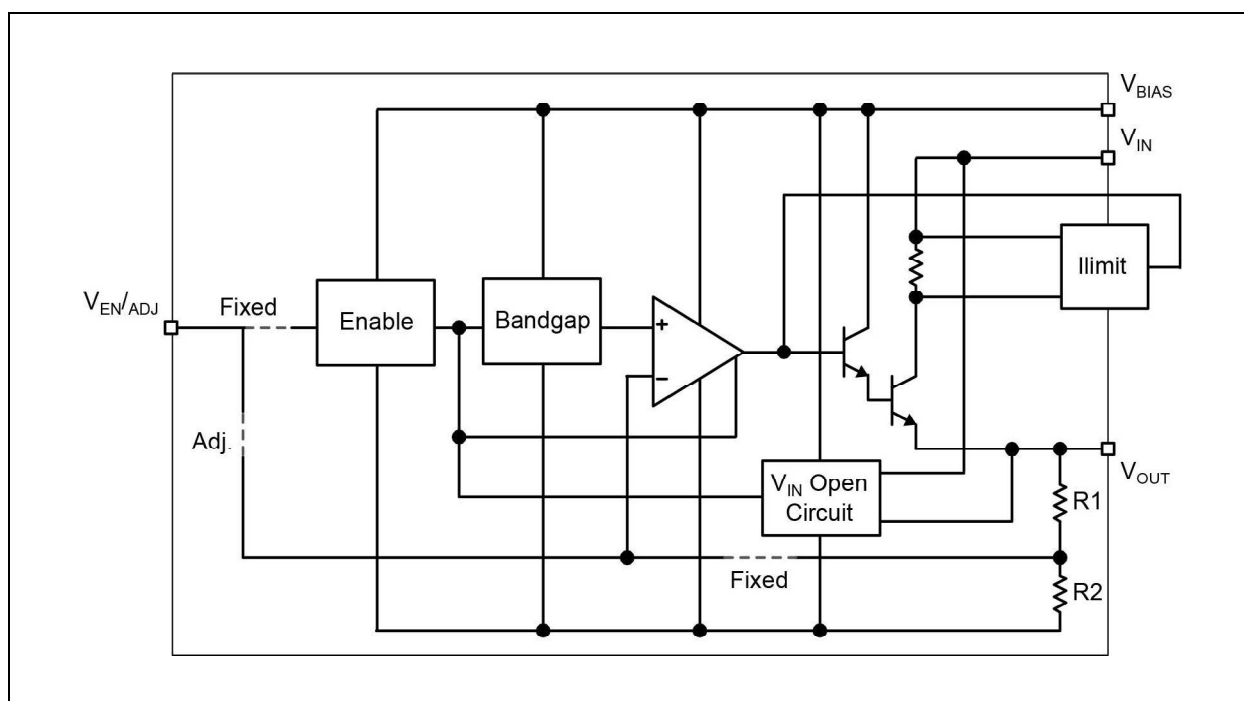 VBIAS
VIN
Ilimit
VEN/ADJ
Fixed
Enable
Bandgap
+
−
Adj.
VIN Open
Circuit
VOUT
R1
Fixed
R2